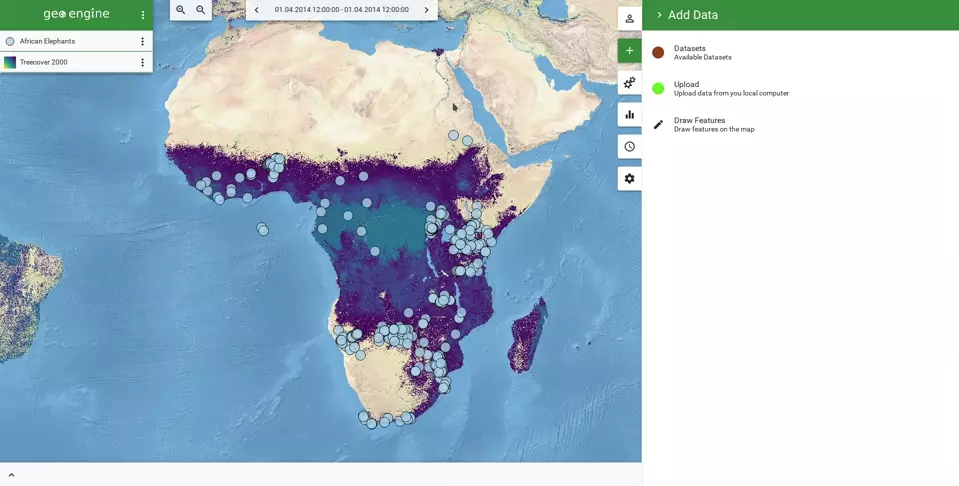 geo engine
African Elephants
Treecover 2000
01.04.2014 12:00:00 - 01.04.2014 12:00:00
Add Data
Datasets
Available Datasets
Upload
Upload data from you local computer
Draw Features
Draw features on the map